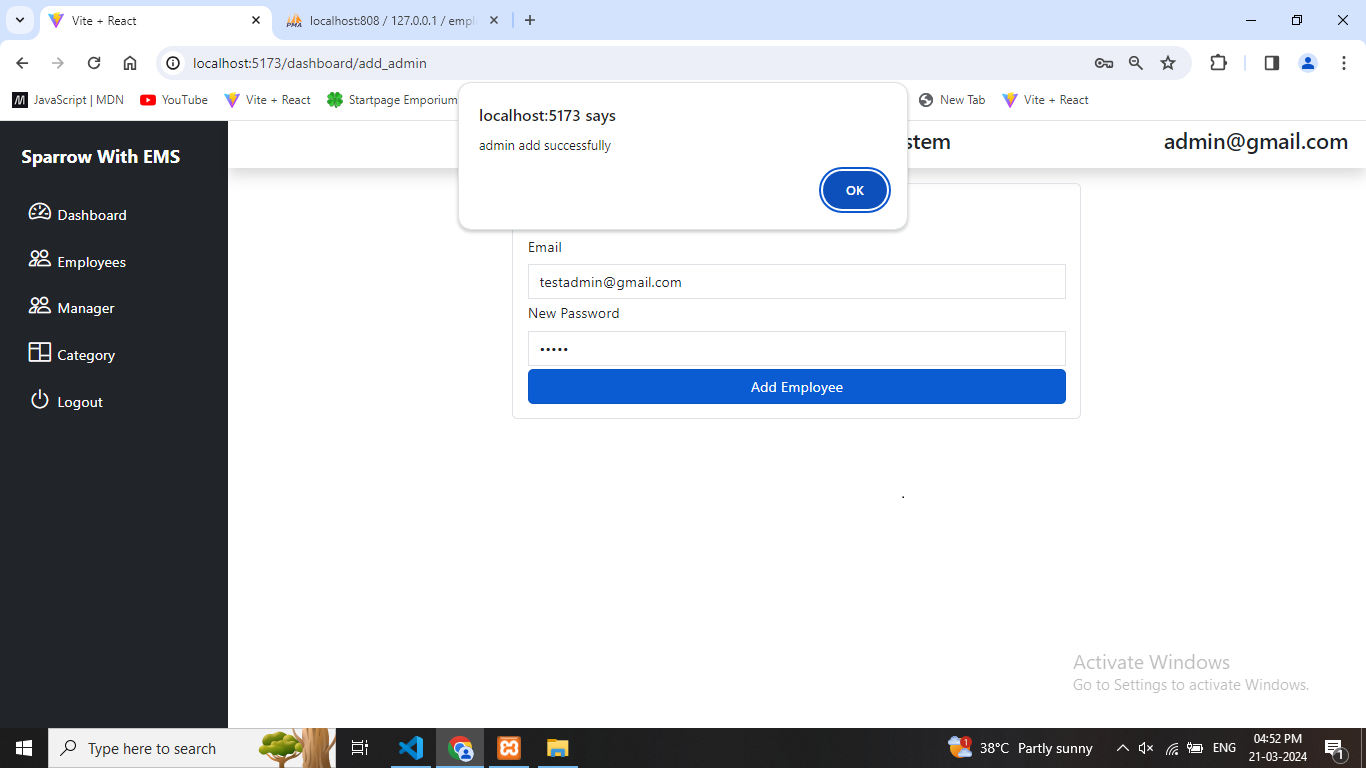 Vite + React
localhost:808 / 127.0.0.1 / empl
localhost:5173/dashboard/add_admin
JavaScript | MDN
YouTube
Vite + React
Startpage Emporium
New Tab
Vite + React
localhost:5173 says
admin add successfully
OK
Sparrow With EMS
stem
admin@gmail.com
Dashboard
Employees
Manager
Category
Logout
Email
testadmin@gmail.com
New Password
•••••
Add Employee
Activate Windows
Go to Settings to activate Windows.
Type here to search
1
38°C Partly sunny
ENG
04:52 PM
21-03-2024
1